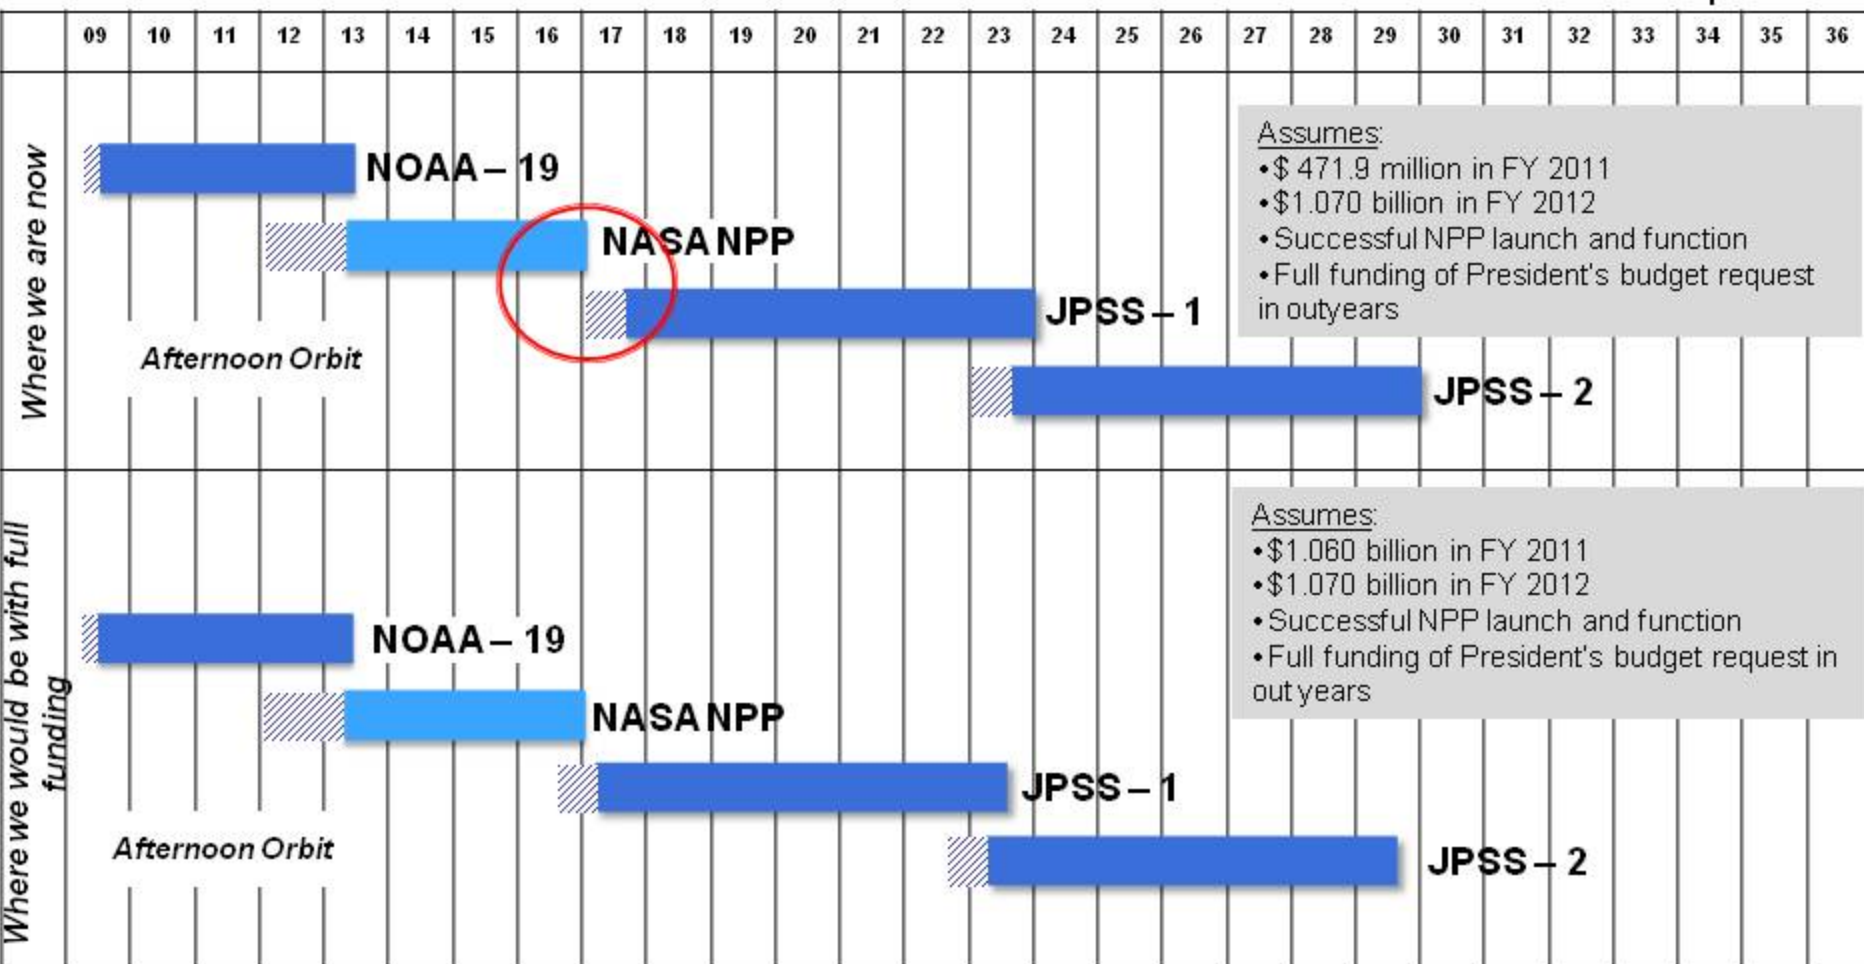 09 10 11 12 13 14 15 16 17 18 19 20 21 22 23 24 25 26 27 28 29 30 31 32 33 34 35 36
Where we are now
NOAA – 19
NASA NPP
JPSS – 1
JPSS – 2
Afternoon Orbit
Assumes:
•$ 471.9 million in FY 2011
•$1.070 billion in FY 2012
•Successful NPP launch and function
•Full funding of President's budget request
in outyears
Where we would be with full
funding
NOAA – 19
NASA NPP
JPSS – 1
JPSS – 2
Afternoon Orbit
Assumes:
•$1.060 billion in FY 2011
•$1.070 billion in FY 2012
•Successful NPP launch and function
•Full funding of President's budget request in
out years